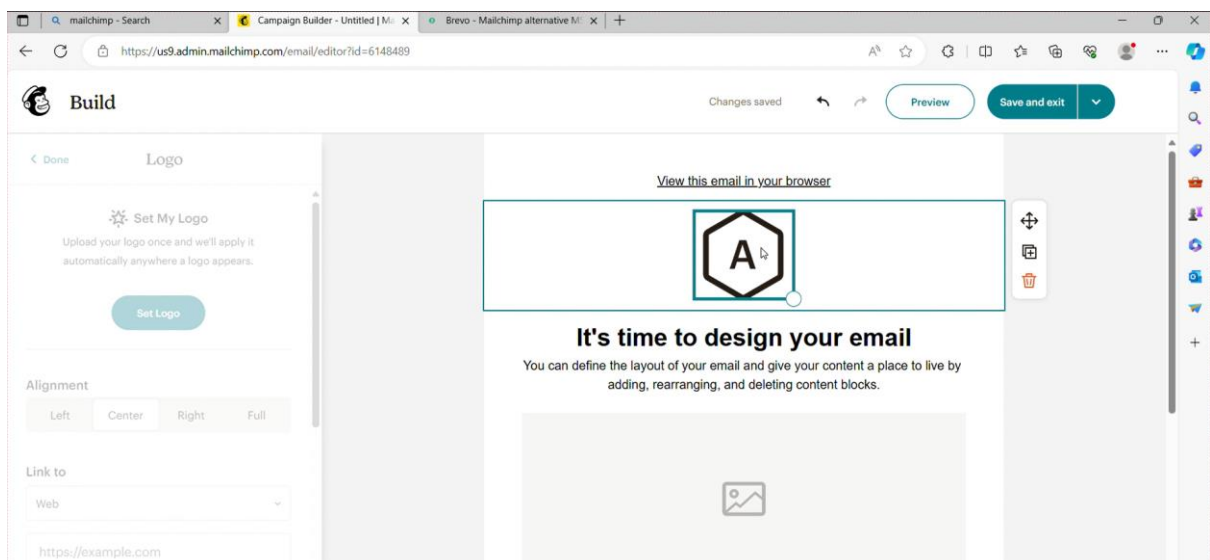 mailchimp - Search
Campaign Builder - Untitled | Ma
Brevo - Mailchimp alternative M
https://us9.admin.mailchimp.com/email/editor?id=6148489
Build
Changes saved
Preview
Save and exit
< Done
Logo
Set My Logo
Upload your logo once and we'll apply it
automatically anywhere a logo appears.
Set Logo
Alignment
Left Center Right Full
Link to
Web
https://example.com
View this email in your browser
A
It's time to design your email
You can define the layout of your email and give your content a place to live by
adding, rearranging, and deleting content blocks.